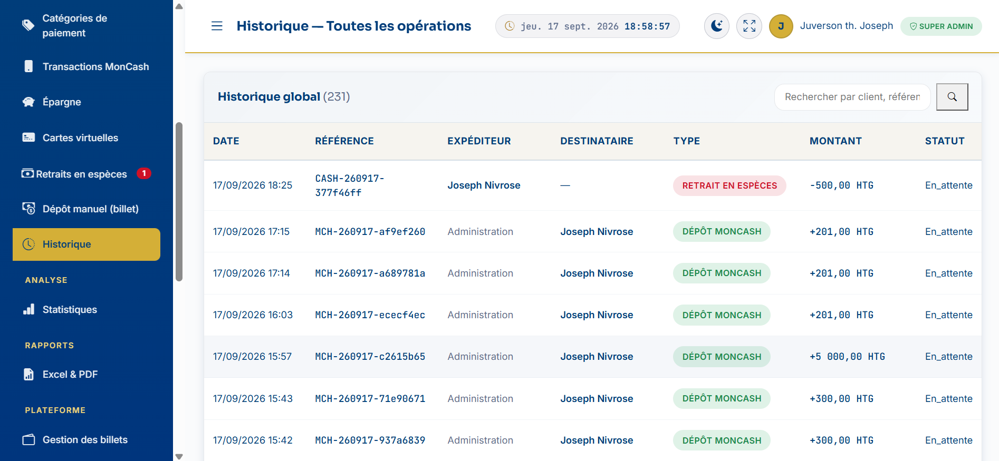 Catégories de
paiement
Transactions MonCash
Épargne
Cartes virtuelles
Retraits en espèces 1
Dépôt manuel (billet)
Historique
ANALYSE
Statistiques
RAPPORTS
Excel & PDF
PLATEFORME
Gestion des billets
Historique — Toutes les opérations
jeu. 17 sept. 2026 18:58:57
J
Juverson th. Joseph
SUPER ADMIN
Historique global (231)
Rechercher par client, référen
DATE RÉFÉRENCE EXPÉDITEUR DESTINATAIRE TYPE MONTANT STATUT
17/09/2026 18:25 CASH-260917-377f46ff Joseph Nivrose — RETRAIT EN ESPÈCES -500,00 HTG En_attente
17/09/2026 17:15 MCH-260917-af9ef260 Administration Joseph Nivrose DÉPÔT MONCASH +201,00 HTG En_attente
17/09/2026 17:14 MCH-260917-a689781a Administration Joseph Nivrose DÉPÔT MONCASH +201,00 HTG En_attente
17/09/2026 16:03 MCH-260917-ececf4ec Administration Joseph Nivrose DÉPÔT MONCASH +201,00 HTG En_attente
17/09/2026 15:57 MCH-260917-c2615b65 Administration Joseph Nivrose DÉPÔT MONCASH +5 000,00 HTG En_attente
17/09/2026 15:43 MCH-260917-71e90671 Administration Joseph Nivrose DÉPÔT MONCASH +300,00 HTG En_attente
17/09/2026 15:42 MCH-260917-937a6839 Administration Joseph Nivrose DÉPÔT MONCASH +300,00 HTG En_attente